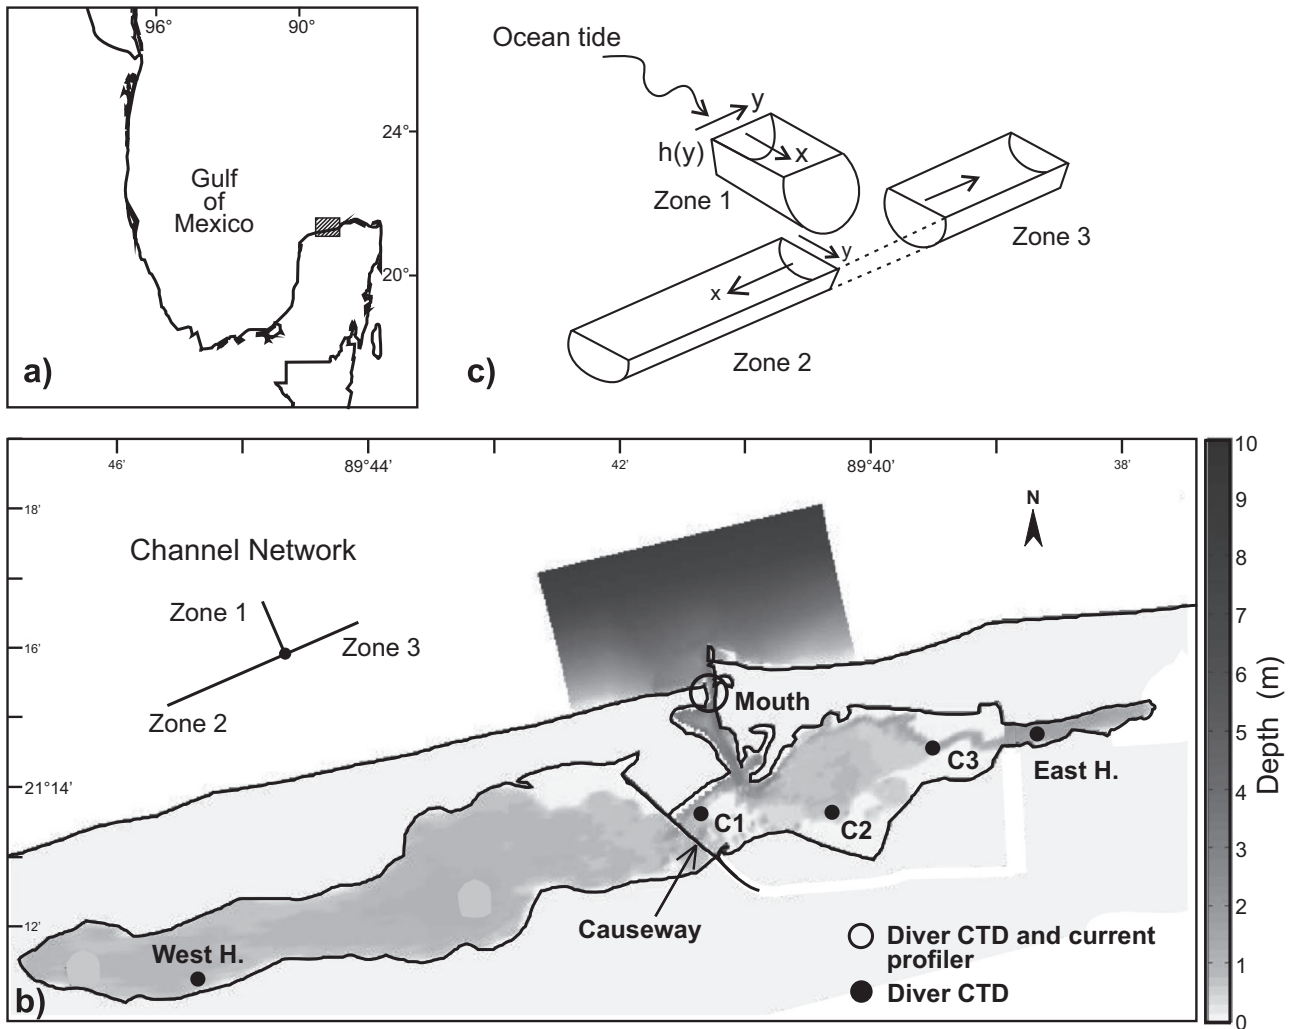 96°
90°
24°
20°
Gulf
of
Mexico
a)
Ocean tide
y
h(y)
x
Zone 1
y
x
Zone 3
Zone 2
c)
46'
89°44'
42'
89°40'
38'
18'
16'
21°14'
12'
Channel Network
Zone 1
Zone 3
Zone 2
N
Mouth
C3
East H.
C1
C2
Causeway
West H.
Diver CTD and current
profiler
Diver CTD
b)
10
9
8
7
6
5
4
3
2
1
0
Depth (m)